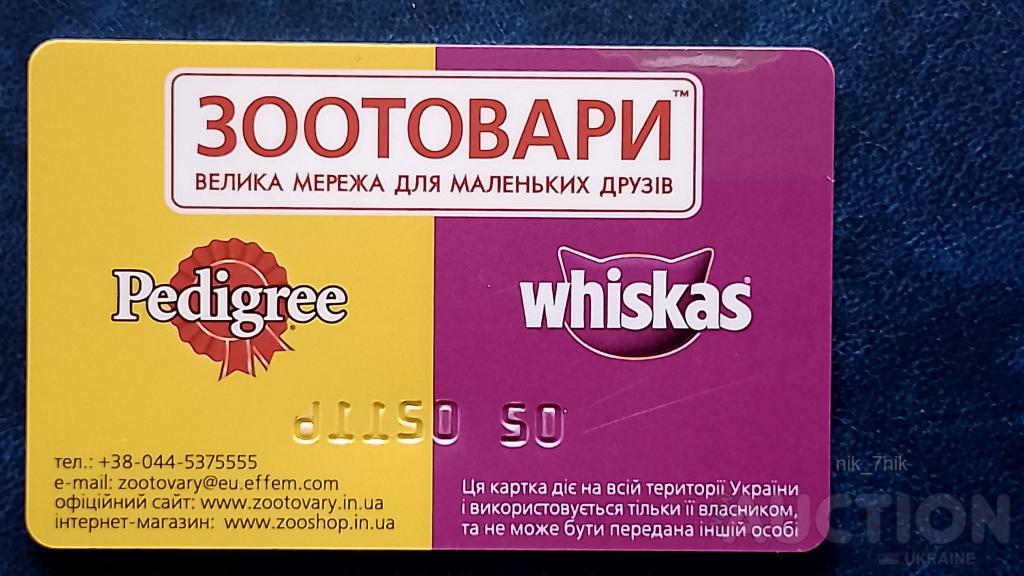 ЗООТОВАРИ™
ВЕЛИКА МЕРЕЖА ДЛЯ МАЛЕНЬКИХ ДРУЗІВ
Pedigree®
whiskas®
тел.: +38-044-5375555
e-mail: zootovary@eu.effem.com
офіційний сайт: www.zootovary.in.ua
інтернет-магазин: www.zooshop.in.ua
Ця картка діє на всій території України
і використовується тільки її власником,
та не може бути передана іншій особі
nik_7nik
AUCTION
UKRAINE